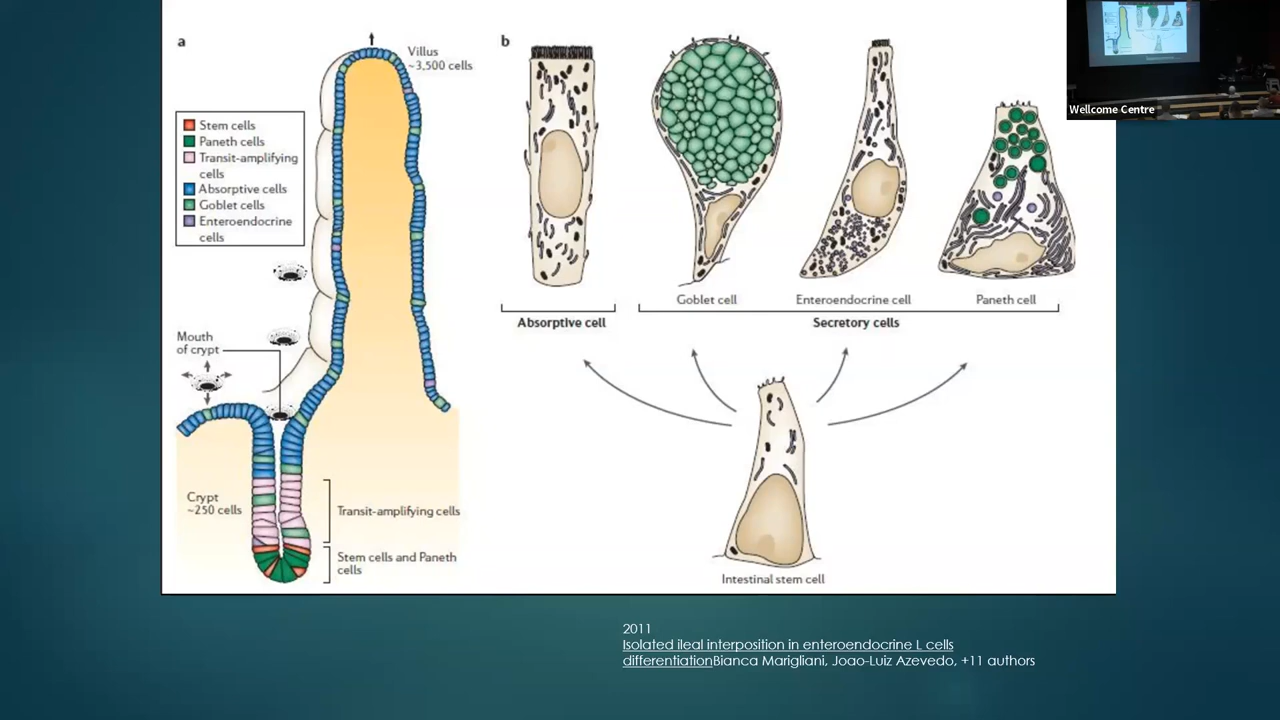 a
Villus
~3,500 cells
Stem cells
Paneth cells
Transit-amplifying
cells
Absorptive cells
Goblet cells
Enteroendocrine
cells
Mouth
of crypt
Crypt
~250 cells
Transit-amplifying cells
Stem cells and Paneth
cells
b
Goblet cell
Enteroendocrine cell
Paneth cell
Absorptive cell
Secretory cells
Intestinal stem cell
Wellcome Centre
2011
Isolated ileal interposition in enteroendocrine L cells
differentiationBianca Marigliani, Joao-Luiz Azevedo, +11 authors